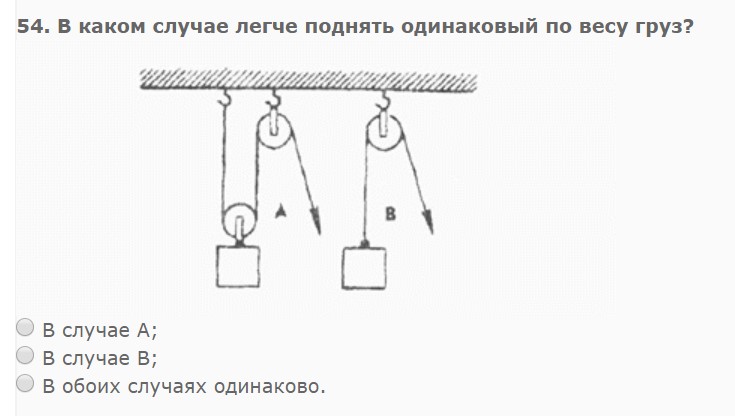 54. В каком случае легче поднять одинаковый по весу груз?
A B
В случае А;
В случае В;
В обоих случаях одинаково.